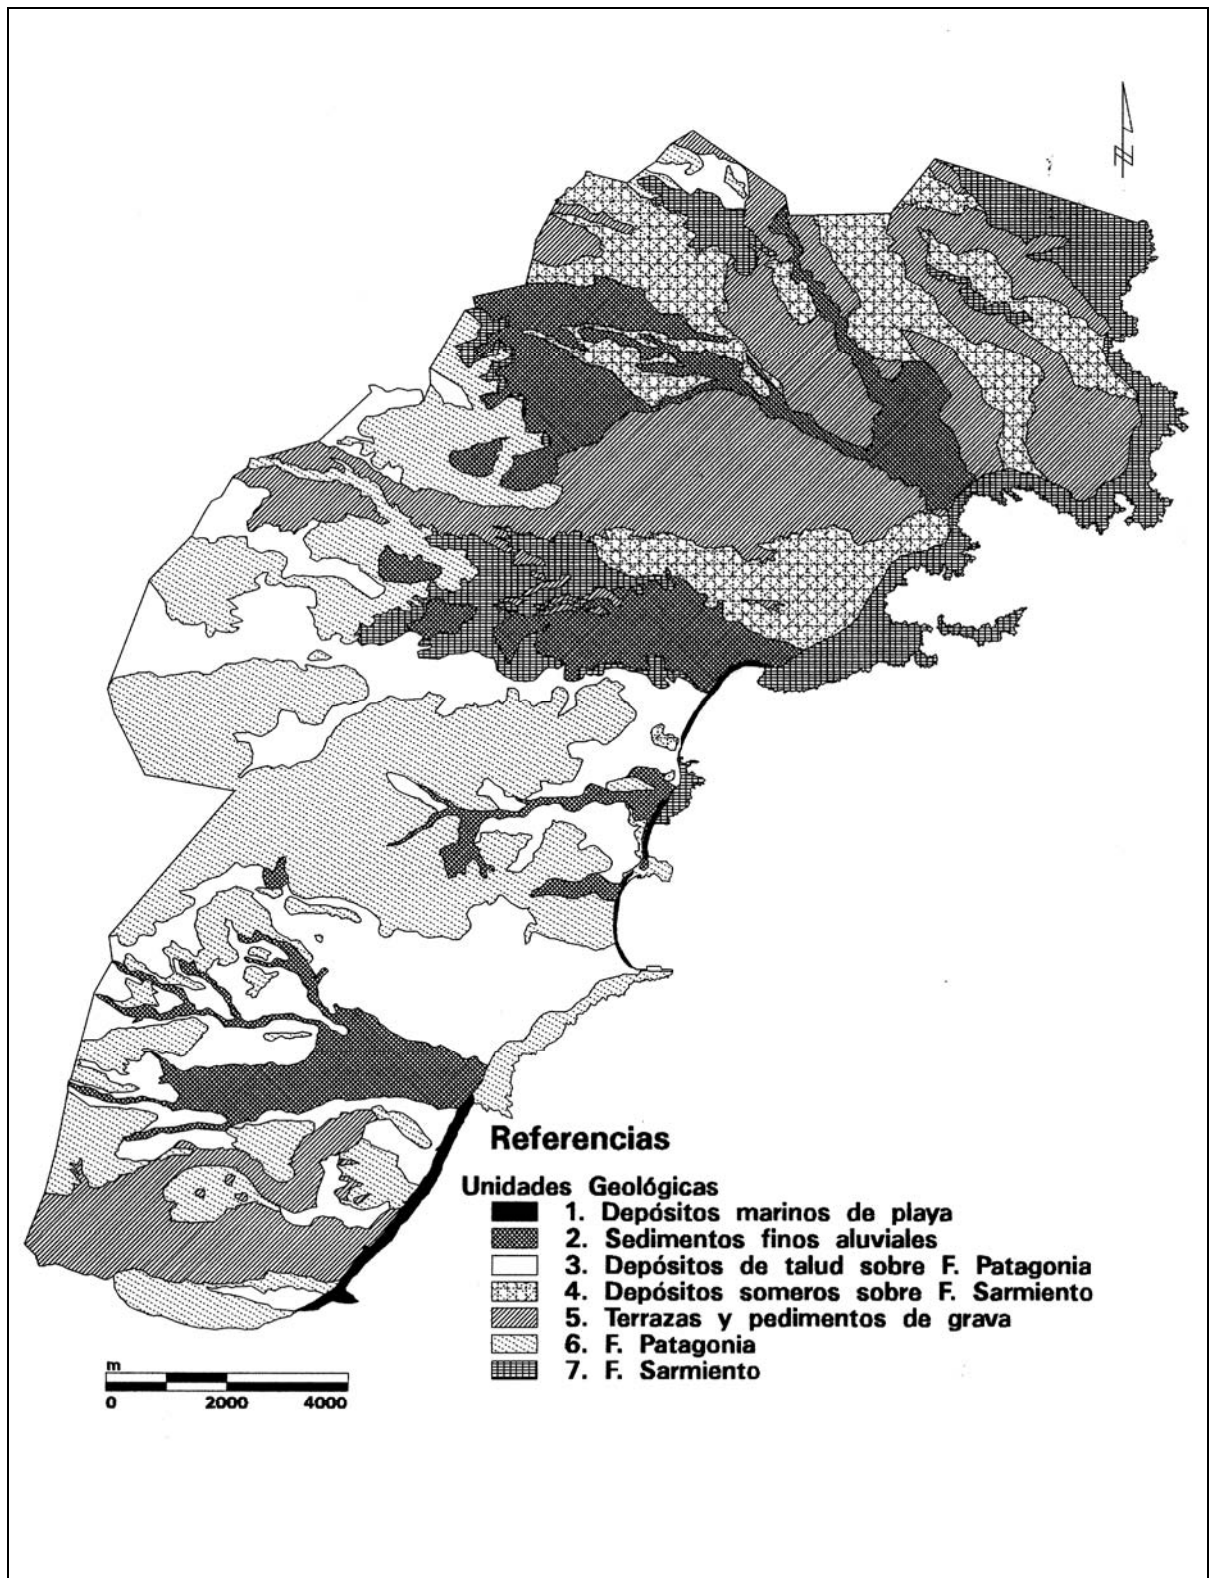 N
Referencias
Unidades Geológicas
1. Depósitos marinos de playa
2. Sedimentos finos aluviales
3. Depósitos de talud sobre F. Patagonia
4. Depósitos someros sobre F. Sarmiento
5. Terrazas y pedimentos de grava
6. F. Patagonia
7. F. Sarmiento
m
0 2000 4000